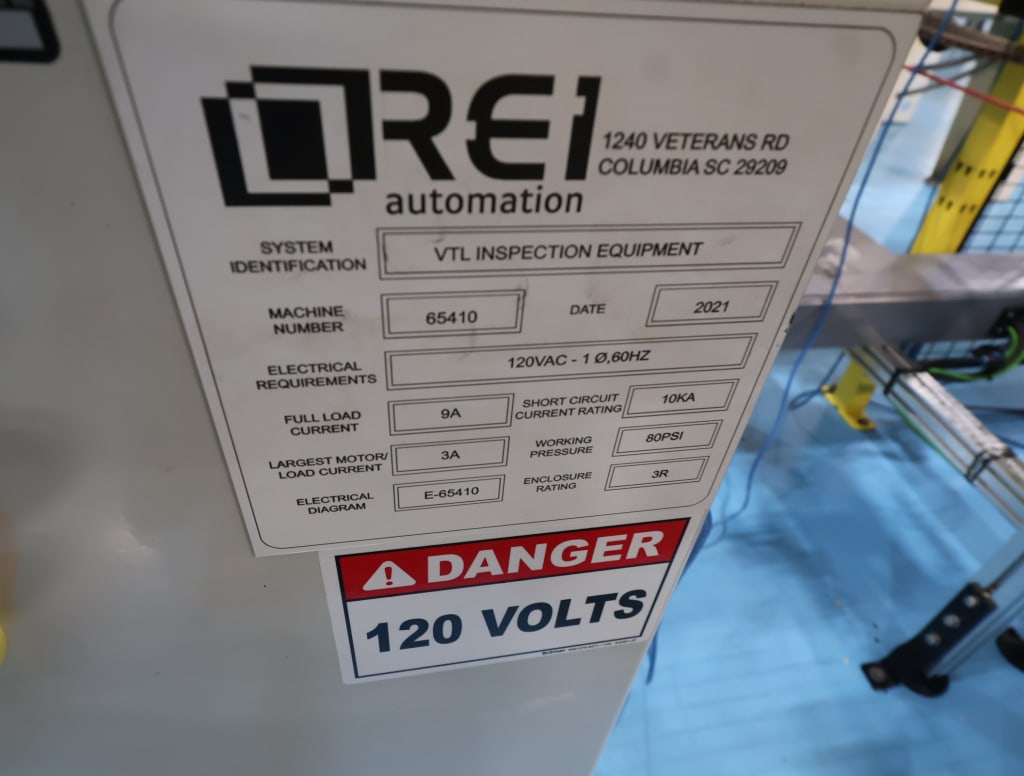 REI
automation
1240 VETERANS RD
COLUMBIA SC 29209
SYSTEM
IDENTIFICATION
VTL INSPECTION EQUIPMENT
MACHINE
NUMBER
65410
DATE
2021
ELECTRICAL
REQUIREMENTS
120VAC - 1 Ø,60HZ
FULL LOAD
CURRENT
9A
SHORT CIRCUIT
CURRENT RATING
10KA
LARGEST MOTOR/
LOAD CURRENT
3A
WORKING
PRESSURE
80PSI
ELECTRICAL
DIAGRAM
E-65410
ENCLOSURE
RATING
3R
DANGER
120 VOLTS